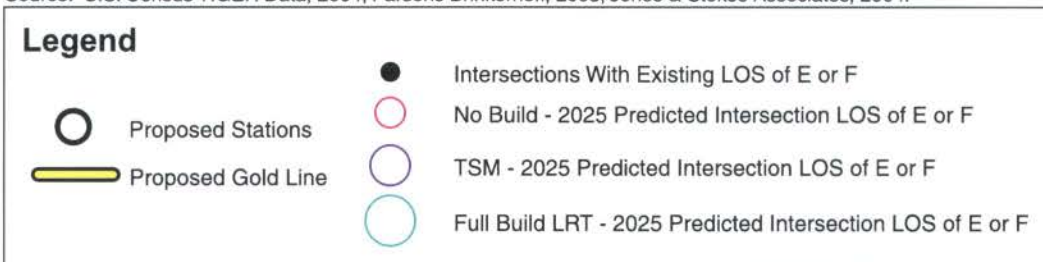 Legend
Proposed Stations
Proposed Gold Line
Intersections With Existing LOS of E or F
No Build - 2025 Predicted Intersection LOS of E or F
TSM - 2025 Predicted Intersection LOS of E or F
Full Build LRT - 2025 Predicted Intersection LOS of E or F